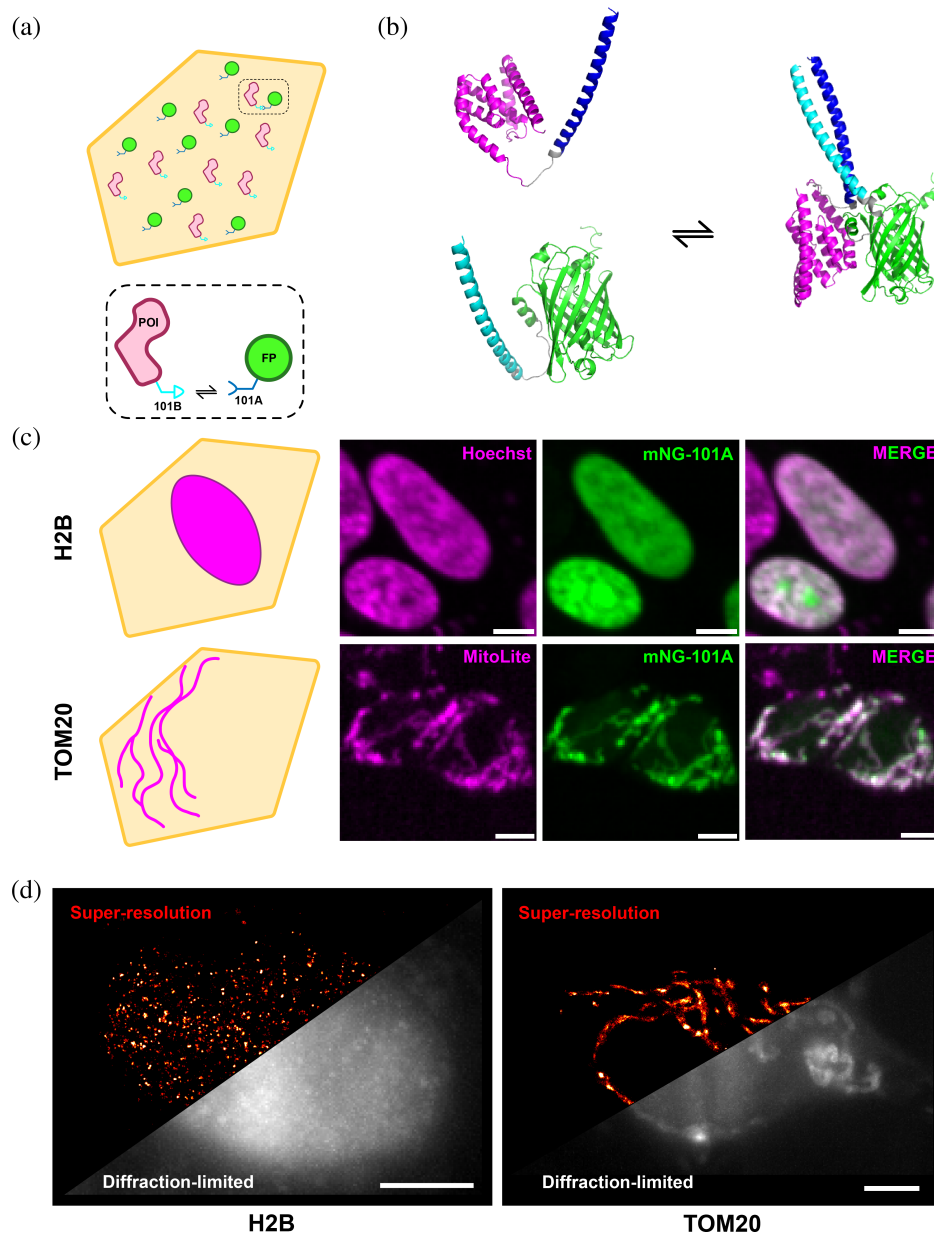 (a)
(b)
POI
FP
101B
101A
(c)
H2B
Hoechst
mNG-101A
MERGE
TOM20
MitoLite
mNG-101A
MERGE
(d)
Super-resolution
Diffraction-limited
H2B
Super-resolution
Diffraction-limited
TOM20